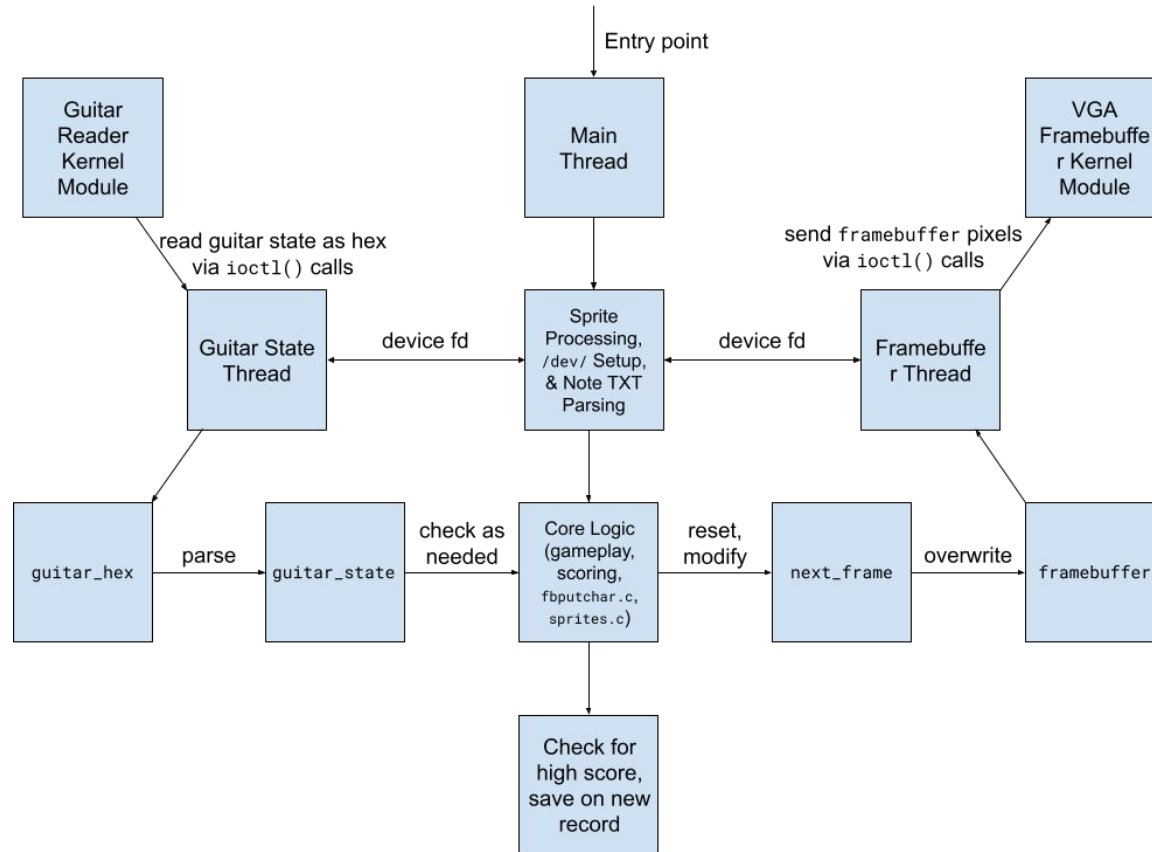 Entry point
Guitar
Reader
Kernel
Module
Main
Thread
VGA
Framebuffe
r Kernel
Module
read guitar state as hex
via ioctl() calls
send framebuffer pixels
via ioctl() calls
Guitar State
Thread
device fd
Sprite
Processing,
/dev/ Setup,
& Note TXT
Parsing
device fd
Framebuffe
r Thread
guitar_hex
parse
guitar_state
check as
needed
Core Logic
(gameplay,
scoring,
fbputchar.c,
sprites.c)
reset,
modify
next_frame
overwrite
framebuffer
Check for
high score,
save on new
record